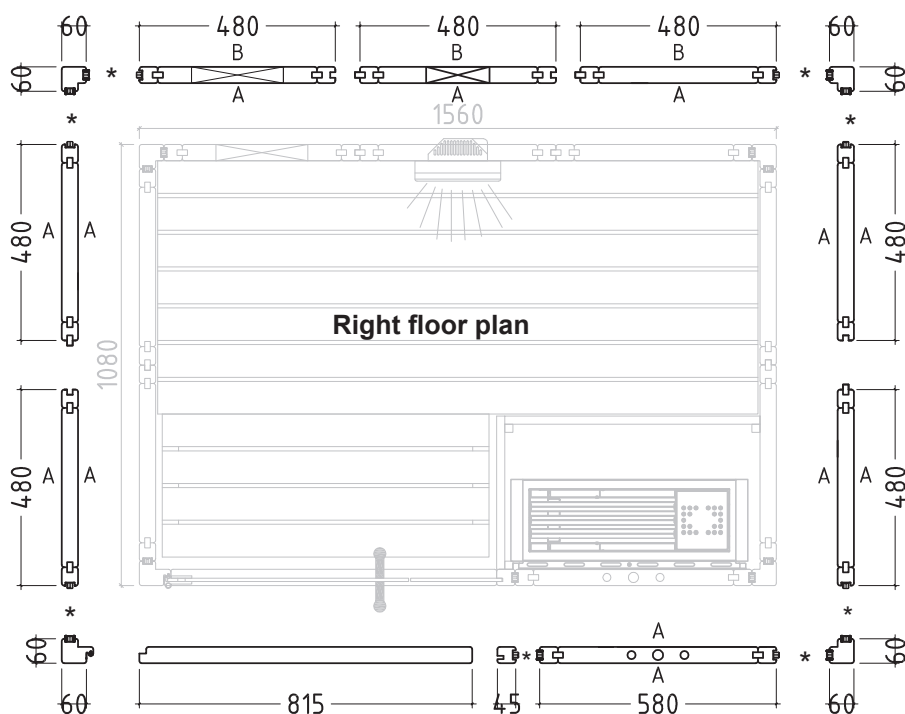 60 480 480 480 60
B B B
60 * * 60
A A A
* 1560 *
480 A A A A 480
Right floor plan
1080
480 A A A A 480
* *
A
60 * * 60
A
60 815 45 580 60